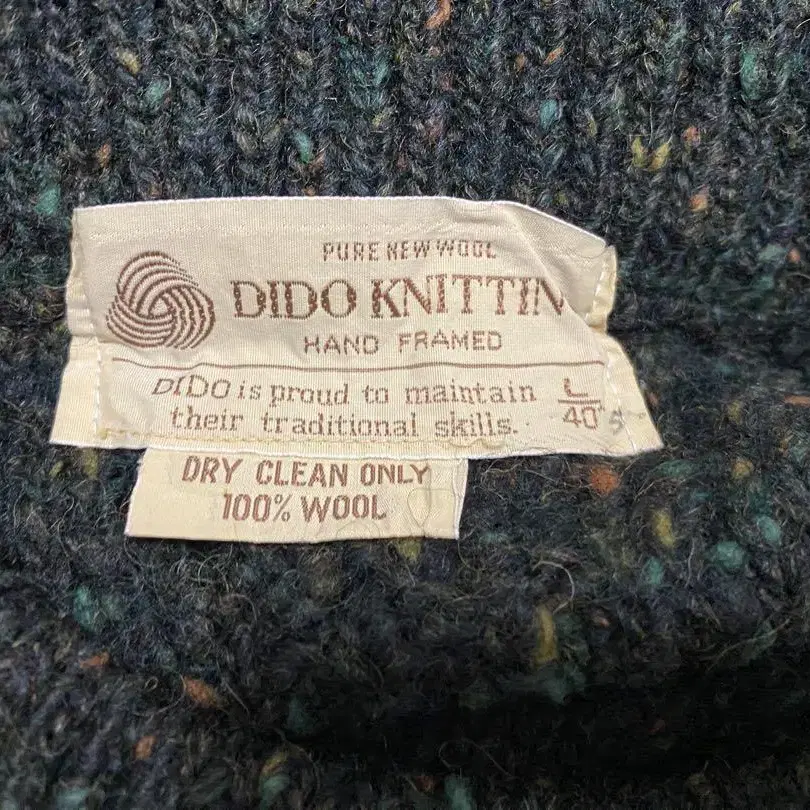 PURE NEW WOOL
DIDO KNITTIN
HAND FRAMED
DIDO is proud to maintain
their traditional skills.
L
40"
DRY CLEAN ONLY
100% WOOL